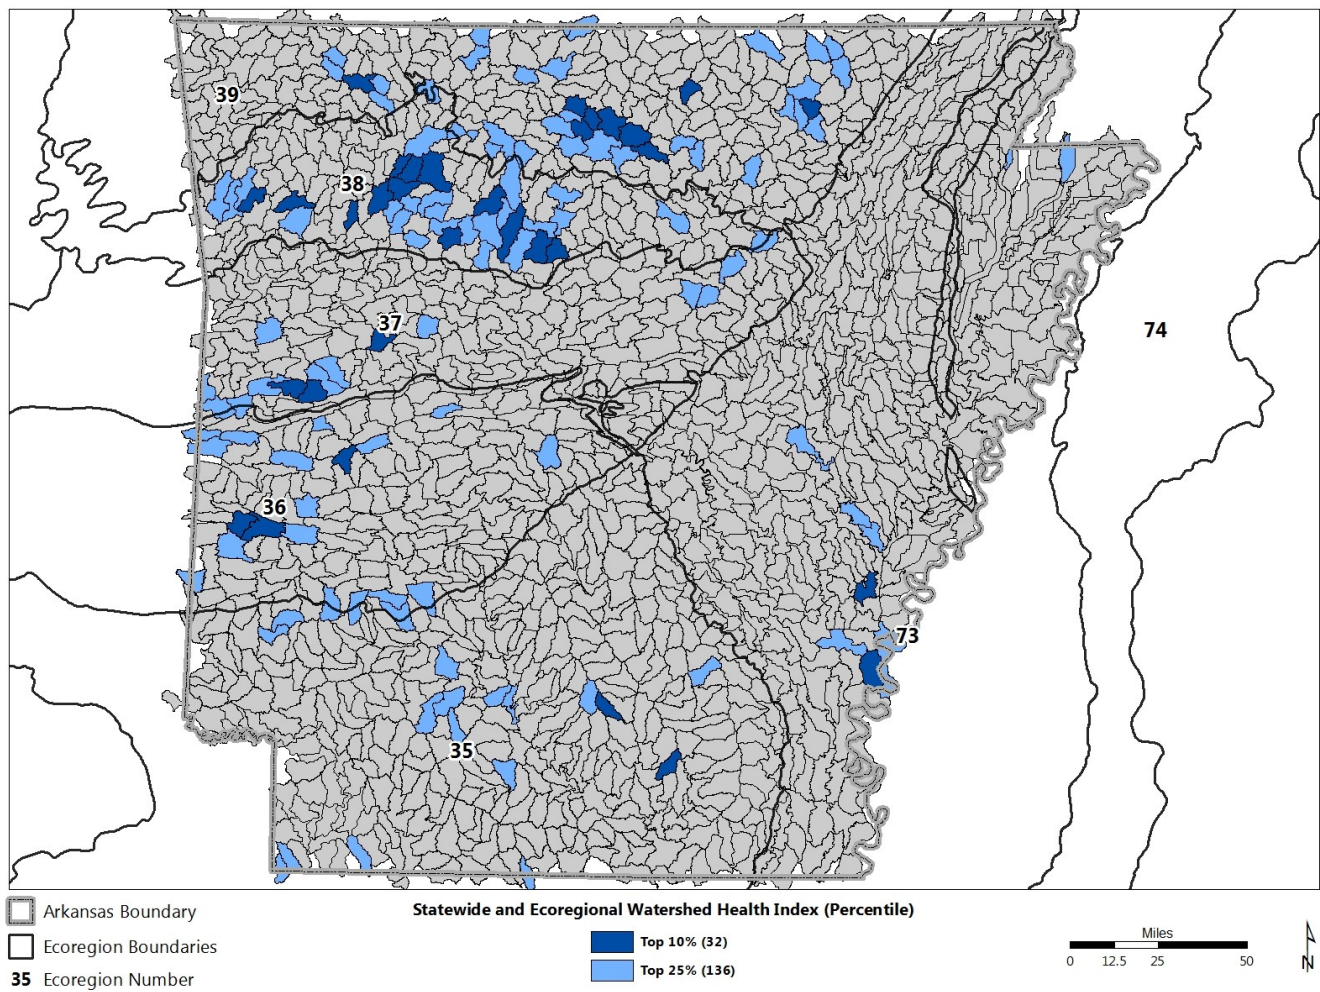 39
38
37
74
36
73
35
Arkansas Boundary
Ecoregion Boundaries
35 Ecoregion Number
Statewide and Ecoregional Watershed Health Index (Percentile)
Top 10% (32)
Top 25% (136)
Miles
0 12.5 25 50
N